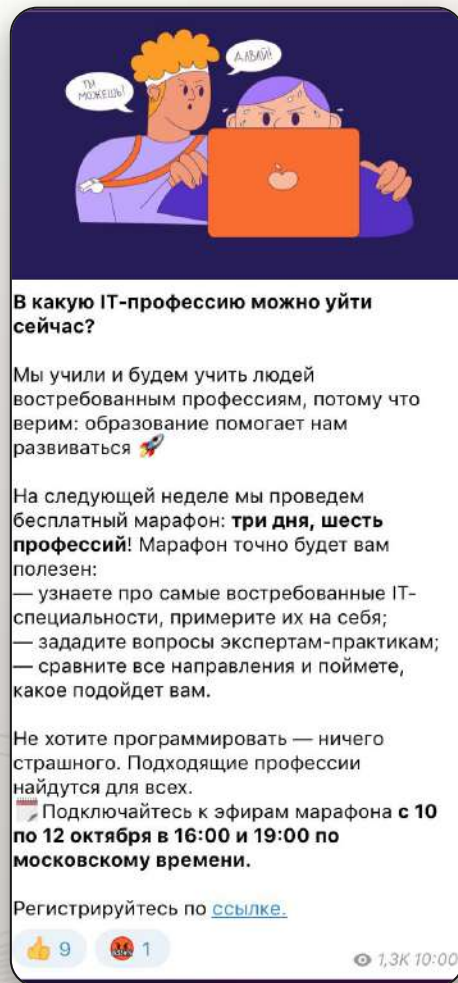 ТЫ МОЖЕШЬ!
ДАВАЙ!
В какую IT-профессию можно уйти
сейчас?
Мы учили и будем учить людей
востребованным профессиям, потому что
верим: образование помогает нам
развиваться 🚀
На следующей неделе мы проведем
бесплатный марафон: три дня, шесть
профессий! Марафон точно будет вам
полезен:
— узнаете про самые востребованные IT-
специальности, примерите их на себя;
— зададите вопросы экспертам-практикам;
— сравните все направления и поймете,
какое подойдет вам.
Не хотите программировать — ничего
страшного. Подходящие профессии
найдутся для всех.
🗓 Подключайтесь к эфирам марафона с 10
по 12 октября в 16:00 и 19:00 по
московскому времени.
Регистрируйтесь по ссылке.
👍 9 🤬 1
1,3K 10:00